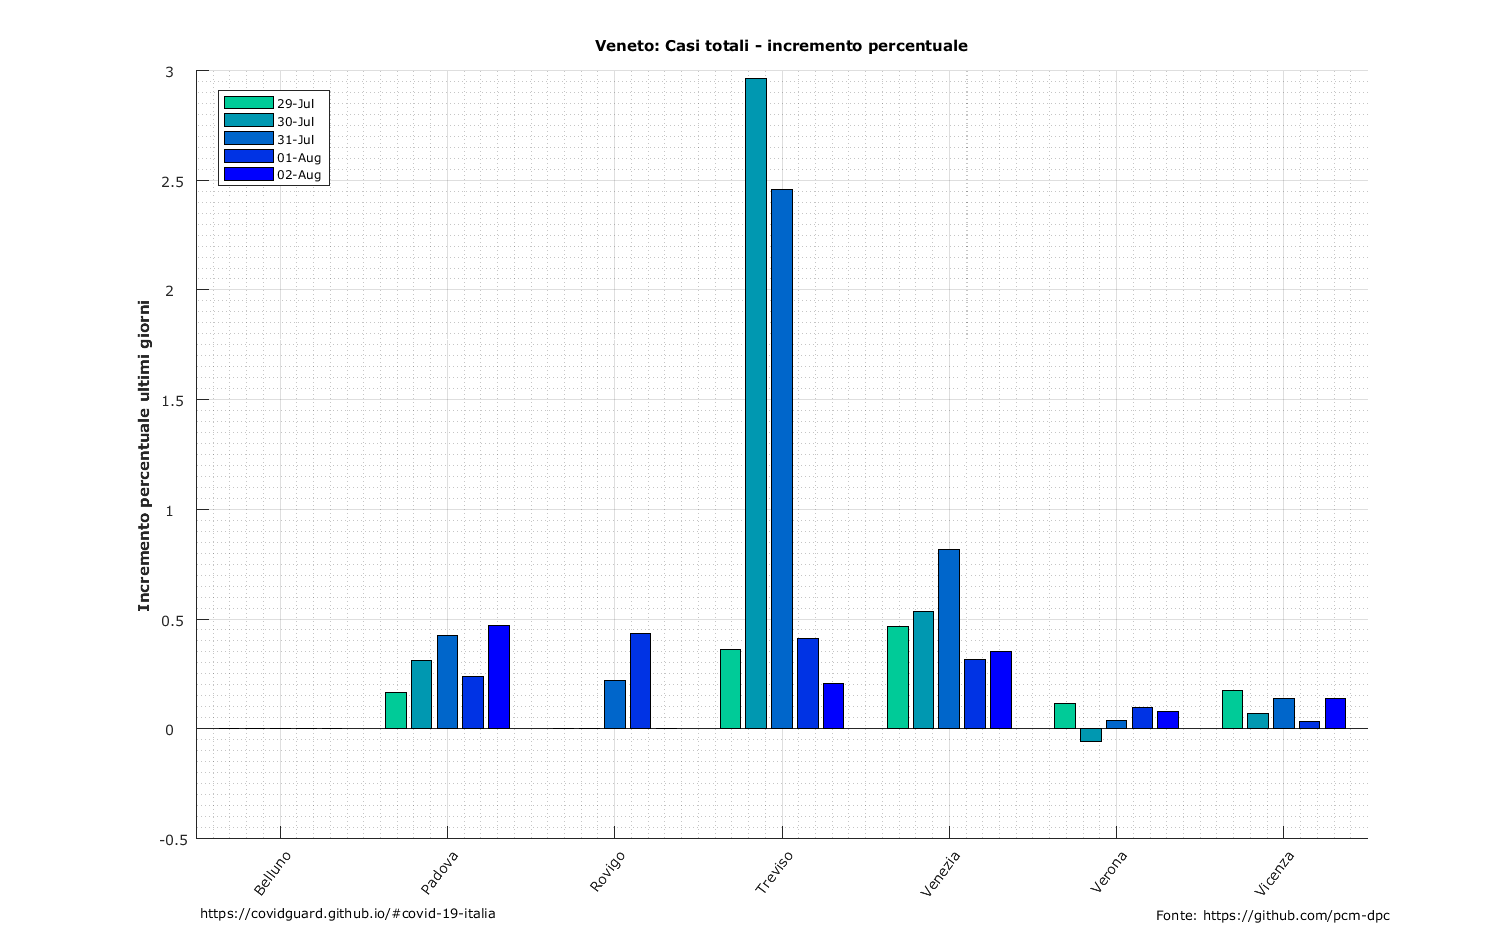 Veneto: Casi totali - incremento percentuale
29-Jul
30-Jul
31-Jul
01-Aug
02-Aug
Incremento percentuale ultimi giorni
3
2.5
2
1.5
1
0.5
0
-0.5
Belluno
Padova
Rovigo
Treviso
Venezia
Verona
Vicenza
https://covidguard.github.io/#covid-19-italia
Fonte: https://github.com/pcm-dpc